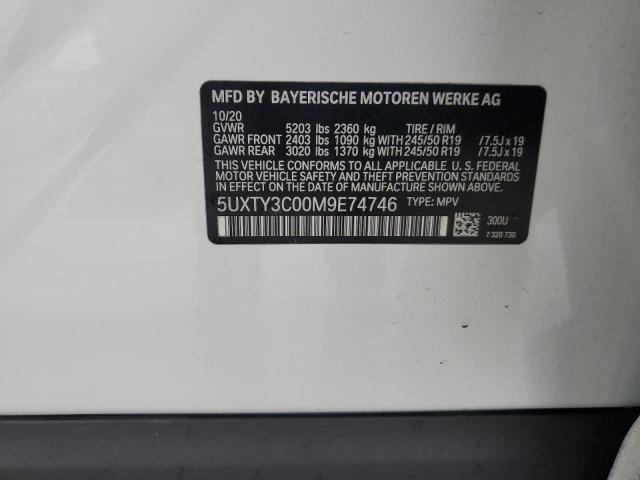 MFD BY BAYERISCHE MOTOREN WERKE AG
10/20
GVWR 5203 lbs 2360 kg TIRE / RIM
GAWR FRONT 2403 lbs 1090 kg WITH 245/50 R19 /7.5J x 19
GAWR REAR 3020 lbs 1370 kg WITH 245/50 R19 /7.5J x 19
THIS VEHICLE CONFORMS TO ALL APPLICABLE U. S. FEDERAL
MOTOR VEHICLE SAFETY STANDARDS IN EFFECT ON THE
DATE OF MANUFACTURE SHOWN ABOVE.
5UXTY3C00M9E74746 TYPE: MPV
300U
7 320 730